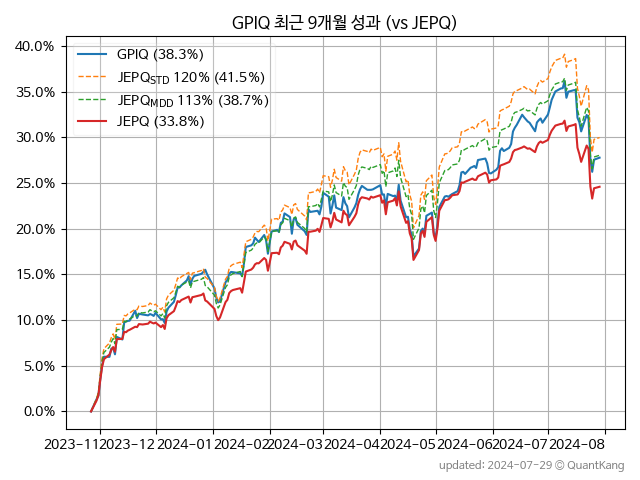 GPIQ 최근 9개월 성과 (vs JEPQ)
40.0%
35.0%
30.0%
25.0%
20.0%
15.0%
10.0%
5.0%
0.0%
GPIQ (38.3%)
JEPQSTD 120% (41.5%)
JEPQMDD 113% (38.7%)
JEPQ (33.8%)
2023-11 2023-12 2024-01 2024-02 2024-03 2024-04 2024-05 2024-06 2024-07 2024-08
updated: 2024-07-29 © QuantKang